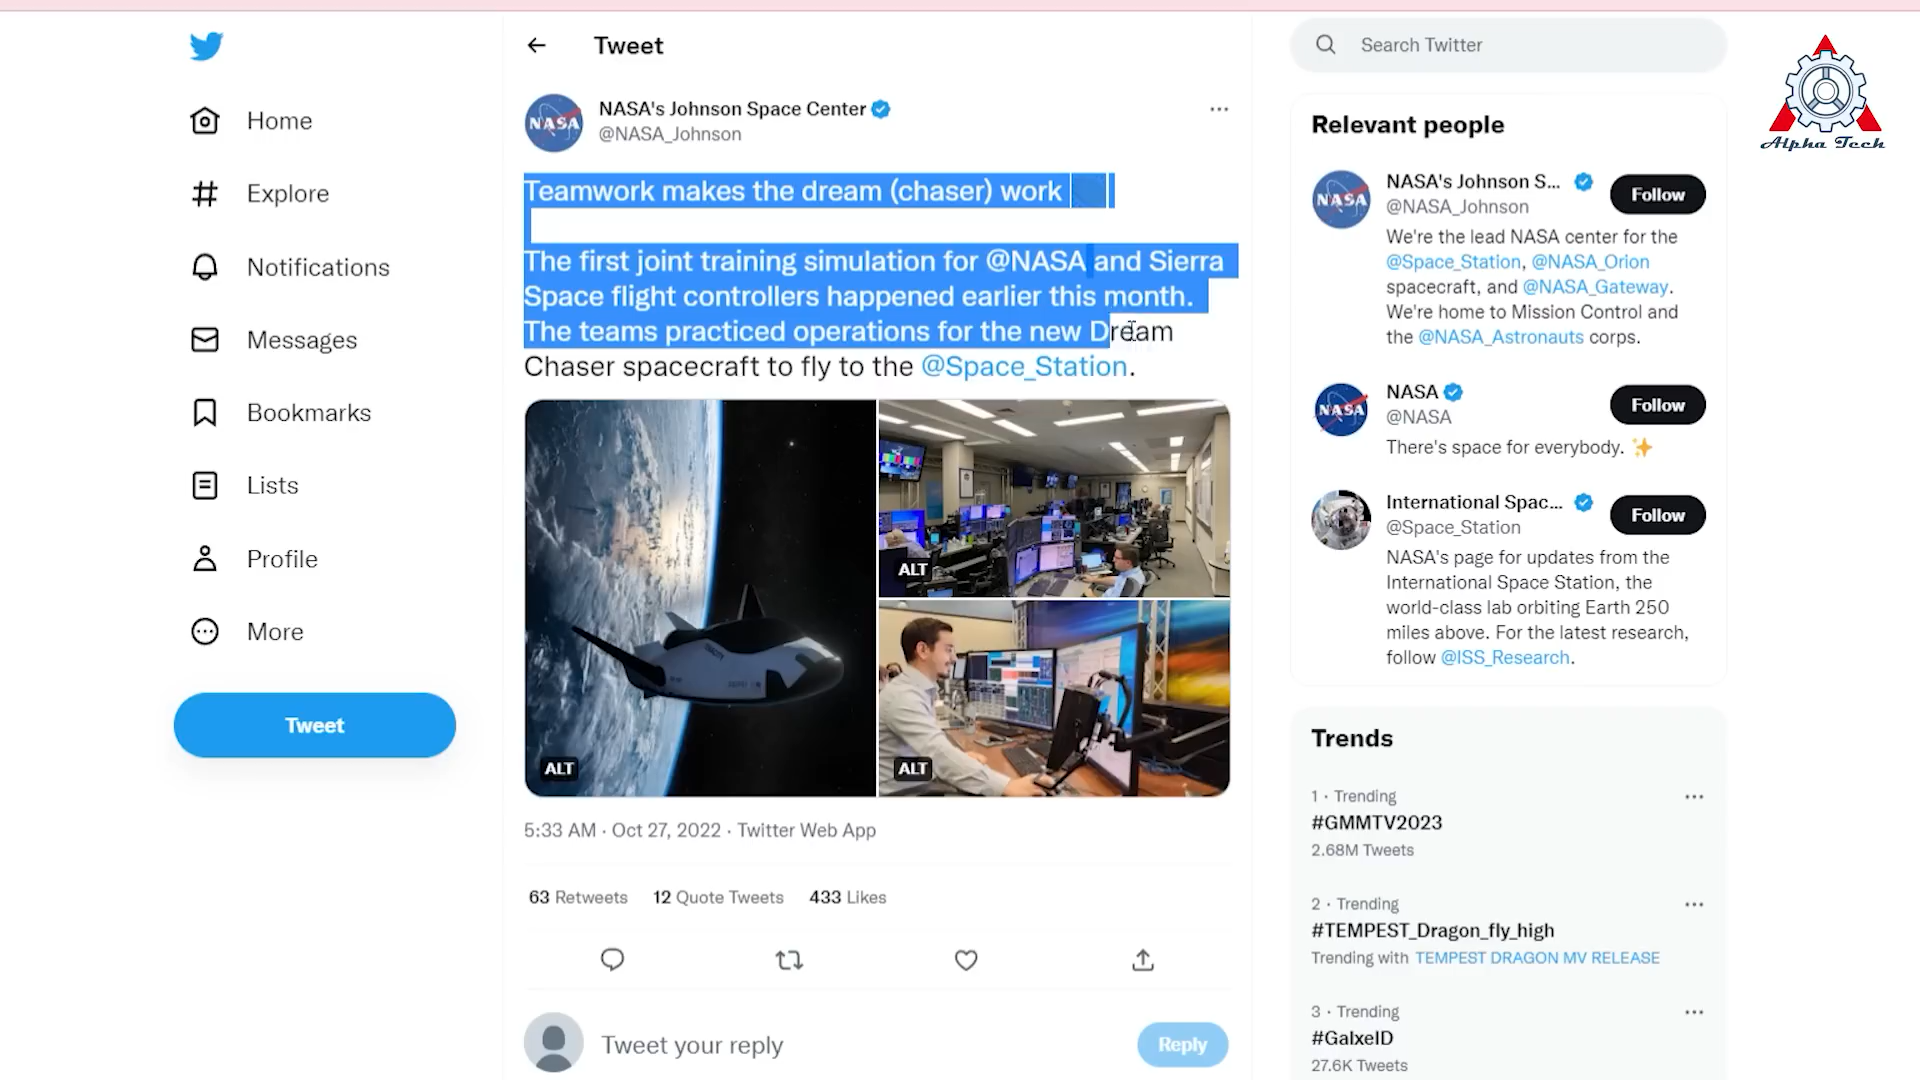 Home
Explore
Notifications
Messages
Bookmarks
Lists
Profile
More
Tweet
Tweet
NASA
NASA's Johnson Space Center
@NASA_Johnson
Teamwork makes the dream (chaser) work
The first joint training simulation for @NASA and Sierra
Space flight controllers happened earlier this month.
The teams practiced operations for the new Dream
Chaser spacecraft to fly to the @Space_Station.
ALT
ALT
ALT
5:33 AM · Oct 27, 2022 · Twitter Web App
63 Retweets 12 Quote Tweets 433 Likes
Tweet your reply
Reply
Search Twitter
Relevant people
NASA
NASA's Johnson S...
@NASA_Johnson
Follow
We're the lead NASA center for the
@Space_Station, @NASA_Orion
spacecraft, and @NASA_Gateway.
We're home to Mission Control and
the @NASA_Astronauts corps.
NASA
NASA
@NASA
Follow
There's space for everybody. ✨
International Spac...
@Space_Station
Follow
NASA's page for updates from the
International Space Station, the
world-class lab orbiting Earth 250
miles above. For the latest research,
follow @ISS_Research.
Trends
1 · Trending
#GMMTV2023
2.68M Tweets
2 · Trending
#TEMPEST_Dragon_fly_high
Trending with TEMPEST DRAGON MV RELEASE
3 · Trending
#GalxeID
27.6K Tweets
Alpha Tech